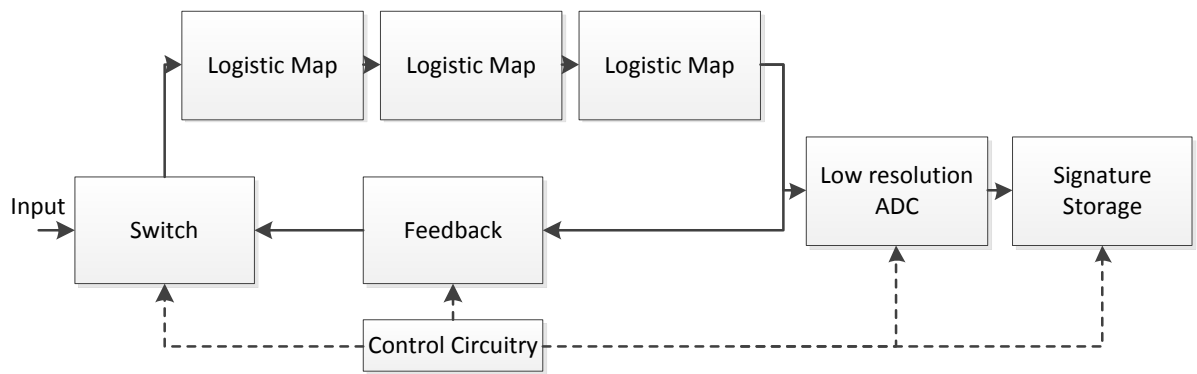 Logistic Map
Logistic Map
Logistic Map
Low resolution
ADC
Signature
Storage
Input
Switch
Feedback
Control Circuitry